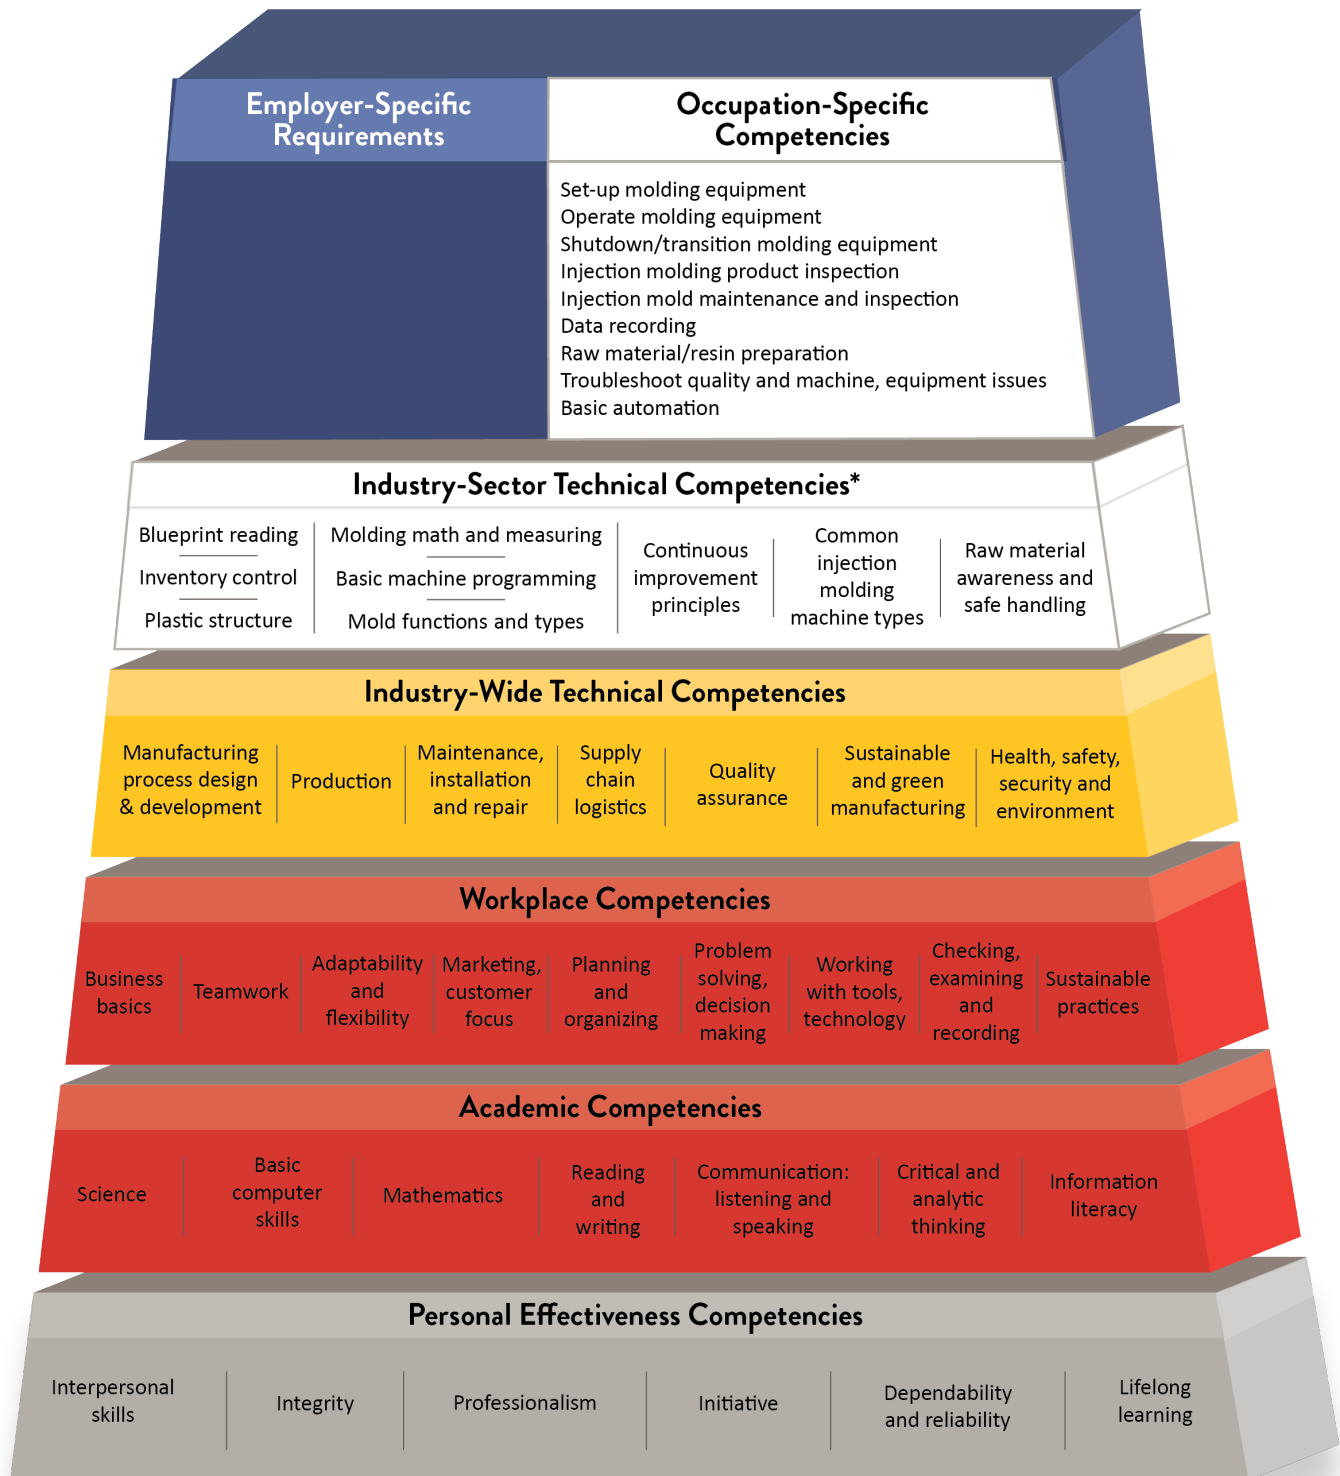 Employer-Specific
Requirements
Occupation-Specific
Competencies
Set-up molding equipment
Operate molding equipment
Shutdown/transition molding equipment
Injection molding product inspection
Injection mold maintenance and inspection
Data recording
Raw material/resin preparation
Troubleshoot quality and machine, equipment issues
Basic automation
Industry-Sector Technical Competencies*
Blueprint reading
Inventory control
Plastic structure
Molding math and measuring
Basic machine programming
Mold functions and types
Continuous
improvement
principles
Common
injection
molding
machine types
Raw material
awareness and
safe handling
Industry-Wide Technical Competencies
Manufacturing
process design
& development
Production
Maintenance,
installation
and repair
Supply
chain
logistics
Quality
assurance
Sustainable
and green
manufacturing
Health, safety,
security and
environment
Workplace Competencies
Business
basics
Teamwork
Adaptability
and
flexibility
Marketing,
customer
focus
Planning
and
organizing
Problem
solving,
decision
making
Working
with tools,
technology
Checking,
examining
and
recording
Sustainable
practices
Academic Competencies
Science
Basic
computer
skills
Mathematics
Reading
and
writing
Communication:
listening and
speaking
Critical and
analytic
thinking
Information
literacy
Personal Effectiveness Competencies
Interpersonal
skills
Integrity
Professionalism
Initiative
Dependability
and reliability
Lifelong
learning